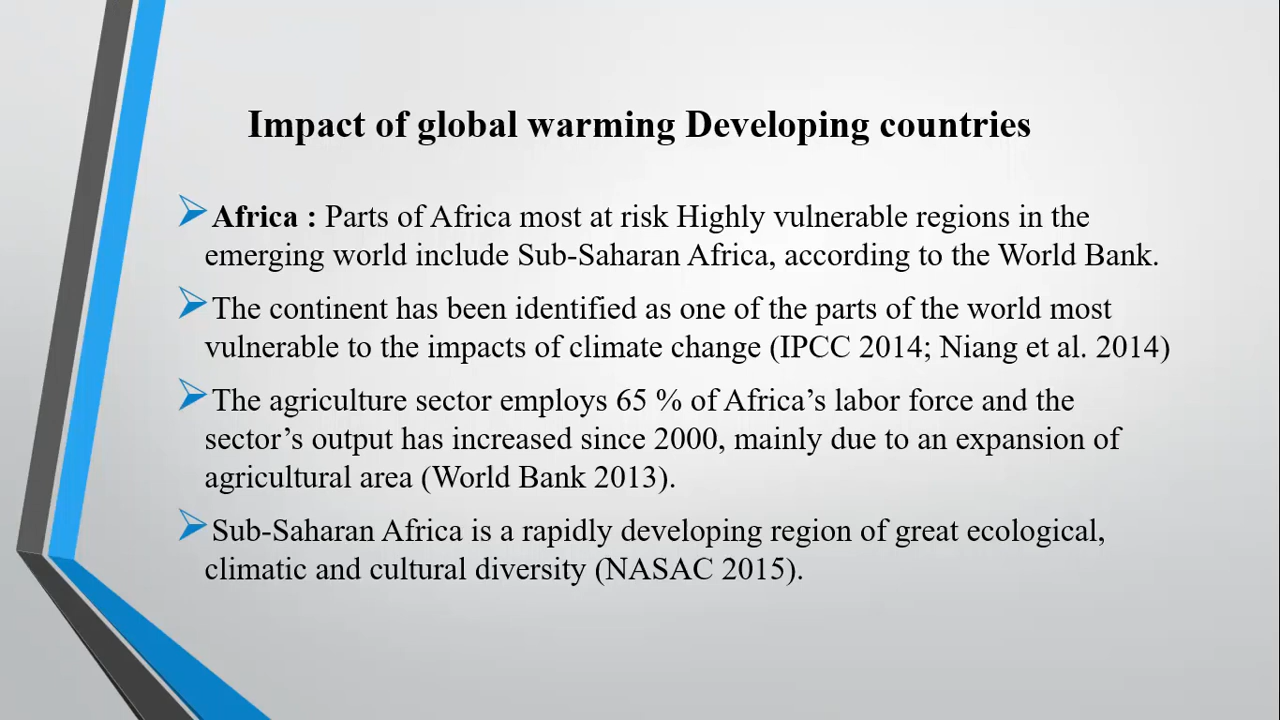 Impact of global warming Developing countries
Africa : Parts of Africa most at risk Highly vulnerable regions in the
emerging world include Sub-Saharan Africa, according to the World Bank.
The continent has been identified as one of the parts of the world most
vulnerable to the impacts of climate change (IPCC 2014; Niang et al. 2014)
The agriculture sector employs 65 % of Africa’s labor force and the
sector’s output has increased since 2000, mainly due to an expansion of
agricultural area (World Bank 2013).
Sub-Saharan Africa is a rapidly developing region of great ecological,
climatic and cultural diversity (NASAC 2015).